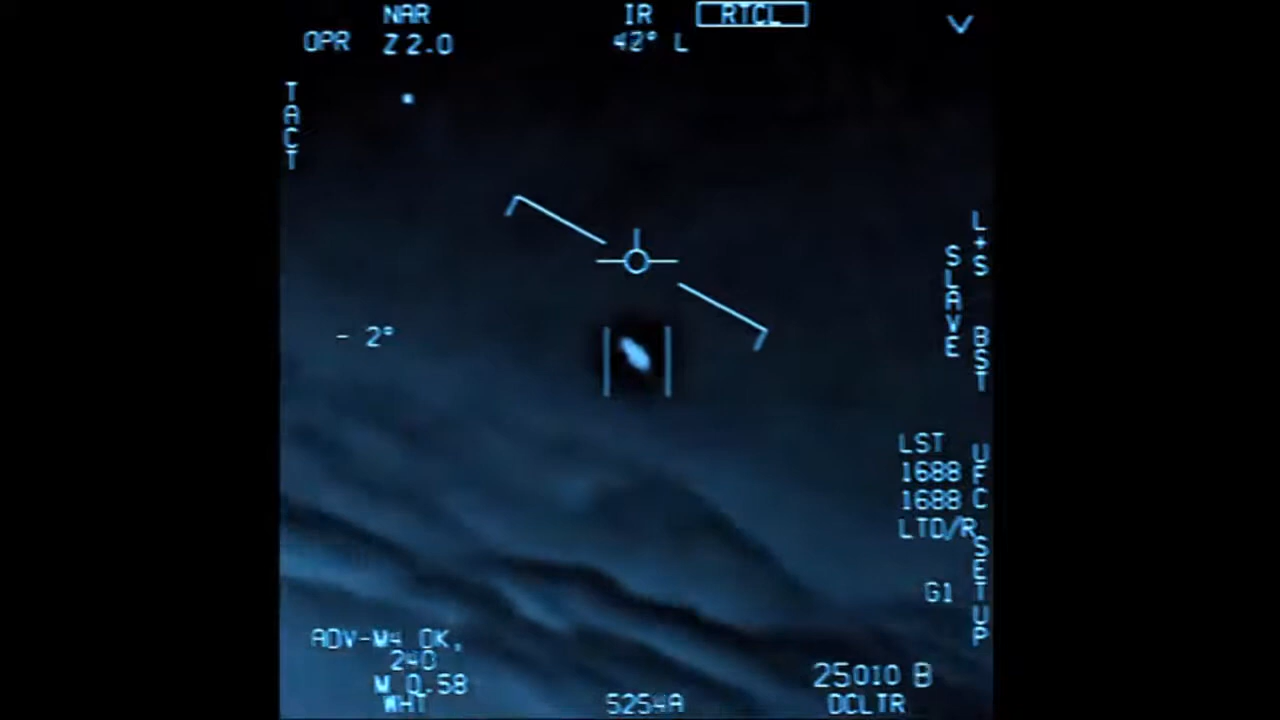 NAR
IR
RTCL
OPR
Z 2.0
42° L
TACT
L+S
SLAVE
BST
- 2°
LST
1688
1688
LTD/R
UFC
SETUP
G1
ADV-M4 OK,
240
M 0.58
WHT
5254A
25010 B
DCLTR